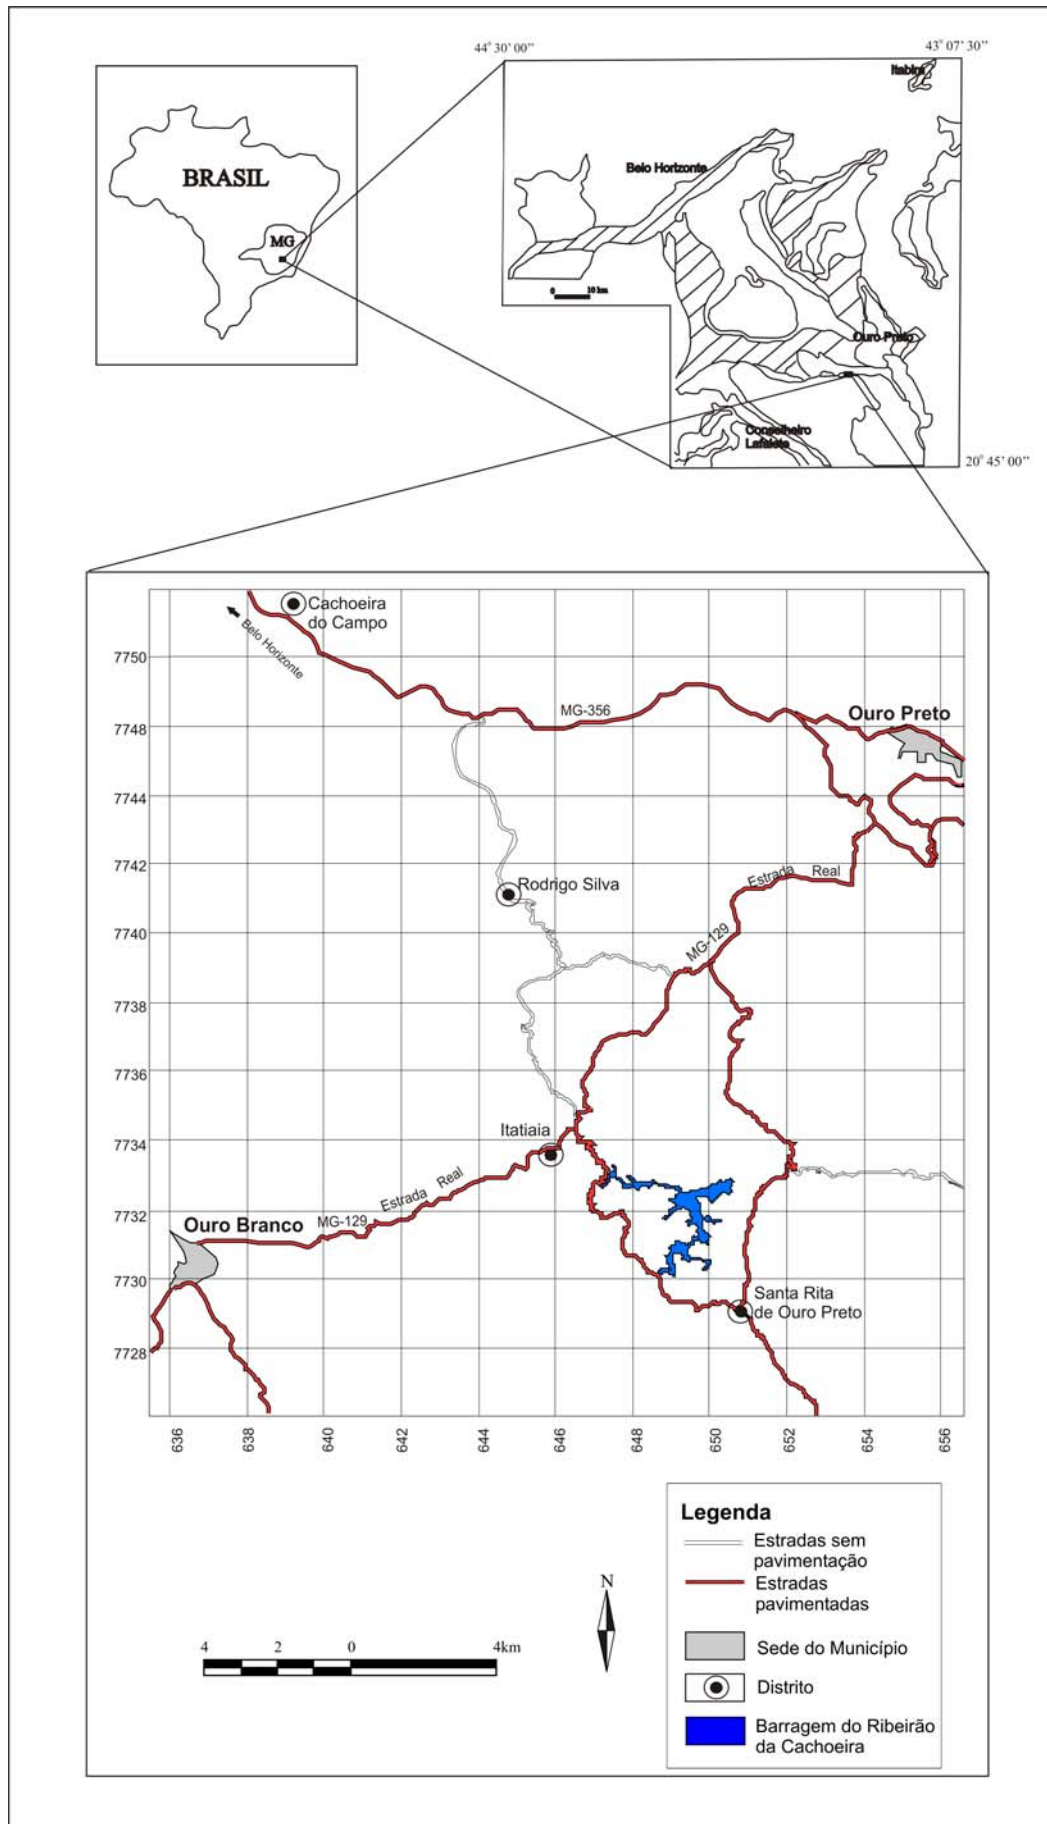 44° 30' 00"
43° 07' 30"
BRASIL
MG
Itabira
Belo Horizonte
0 10 km
Ouro Preto
Conselheiro
Lafaiete
20° 45' 00"
Cachoeira
do Campo
Belo Horizonte
7750
MG-356
Ouro Preto
7748
7744
7742
Rodrigo Silva
Estrada Real
7740
MG-129
7738
7736
Itatiaia
7734
Estrada Real
7732
Ouro Branco
MG-129
7730
Santa Rita
de Ouro Preto
7728
636
638
640
642
644
646
648
650
652
654
656
Legenda
Estradas sem
pavimentação
Estradas
pavimentadas
Sede do Município
Distrito
Barragem do Ribeirão
da Cachoeira
N
4 2 0 4km